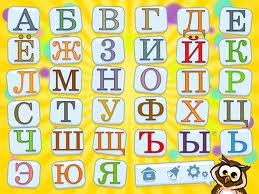 А Б В Г Д Е
Ё Ж З И Й К
Л М Н О П Р
С Т У Ф Х Ц
Ч Ш Щ Ъ Ы Ь
Э Ю Я